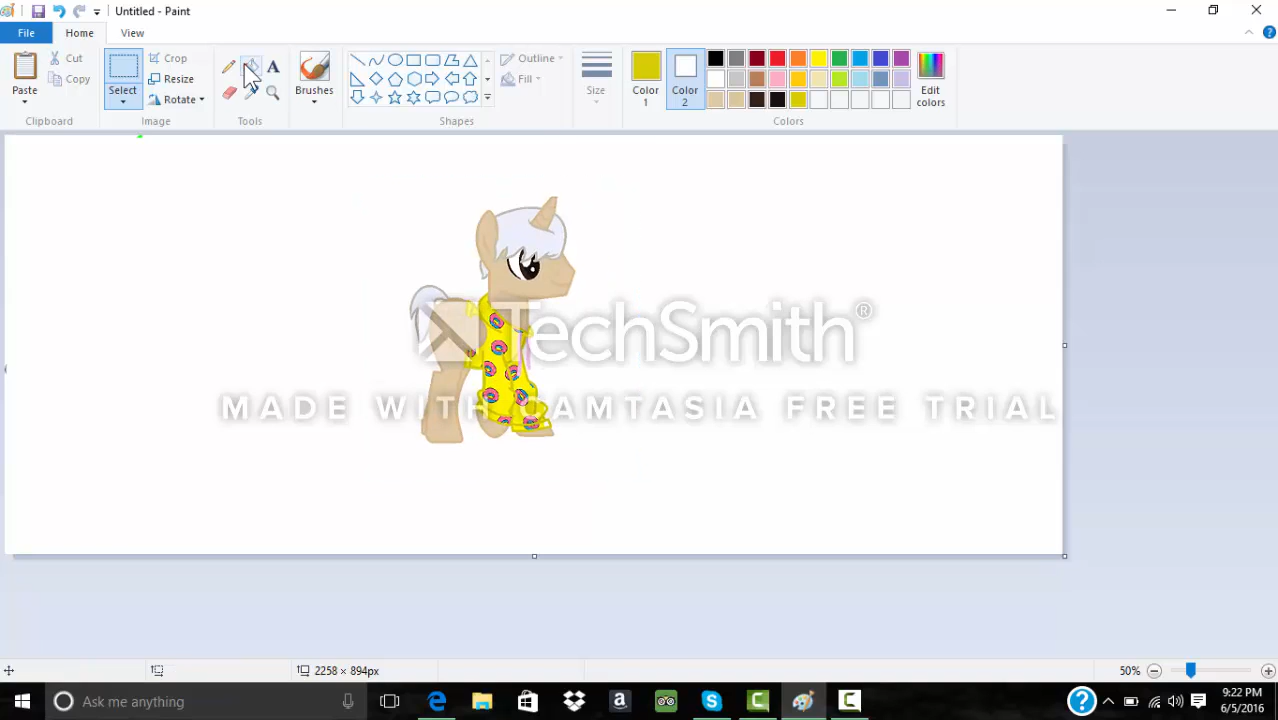 Untitled - Paint
File Home View
Paste
Cut
Copy
Clipboard
Select
Crop
Resize
Rotate
Image
A
Tools
Brushes
Shapes
Outline
Fill
Size
Color 1
Color 2
Edit colors
Colors
TechSmith®
MADE WITH CAMTASIA FREE TRIAL
2258 × 894px
50%
Ask me anything
9:22 PM
6/5/2016